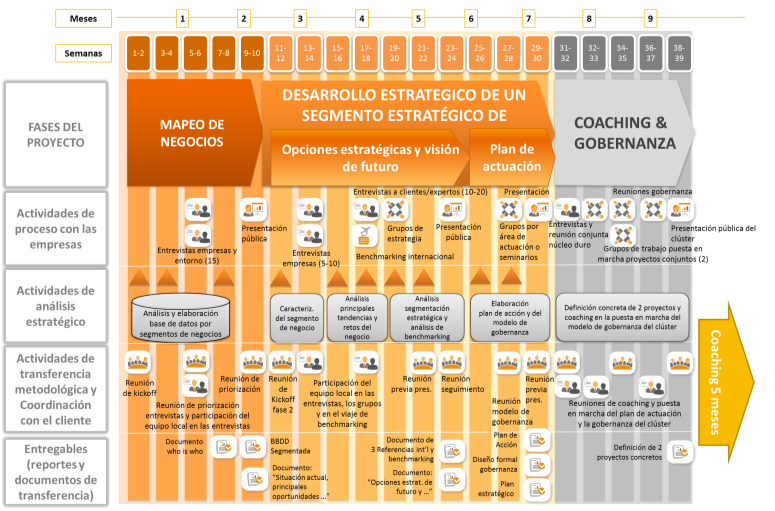 Meses
1
2
3
4
5
6
7
8
9
Semanas
1-2
3-4
5-6
7-8
9-10
11-
12
13-
14
15-
16
17-
18
19-
20
21-
22
23-
24
25-
26
27-
28
29-
30
31-
32
32-
33
34-
35
36-
37
38-
39
FASES DEL
PROYECTO
MAPEO DE
NEGOCIOS
DESARROLLO ESTRATEGICO DE UN
SEGMENTO ESTRATÉGICO DE
Opciones estratégicas y visión
de futuro
Plan de
actuación
COACHING &
GOBERNANZA
Actividades de
proceso con las
empresas
Entrevistas empresas y
entorno (15)
Presentación
pública
Entrevistas
empresas (5-10)
Entrevistas a clientes/expertos (10-20)
Grupos de
estrategia
Benchmarking internacional
Presentación
pública
Presentación
Grupos por
área de
actuación o
seminarios
Entrevistas y
reunión conjunta
núcleo duro
Reuniones gobernanza
Grupos de trabajo puesta en
marcha proyectos conjuntos (2)
Presentación pública del
clúster
Actividades de
análisis
estratégico
Análisis y elaboración
base de datos por
segmentos de negocios
Caracteriz.
del segmento
de negocio
Análisis
principales
tendencias y
retos del
negocio
Análisis
segmentación
estratégica y
análisis de
benchmarking
Elaboración
plan de acción y del
modelo de
gobernanza
Definición concreta de 2 proyectos y
coaching en la puesta en marcha del
modelo de gobernanza del clúster
Actividades de
transferencia
metodológica y
Coordinación
con el cliente
Reunión
de kickoff
Reunión de priorización
entrevistas y participación del
equipo local en las entrevistas
Reunión de
priorización
Reunión
de
Kickoff
fase 2
Participación del
equipo local en las
entrevistas, los grupos
y en el viaje de
benchmarking
Reunión
previa pres.
Reunión
seguimiento
Reunión
modelo de
gobernanza
Reunión
previa
pres.
Reuniones de coaching y puesta
en marcha del plan de actuación
y la gobernanza del clúster
Coaching 5 meses
Entregables
(reportes y
documentos de
transferencia)
Documento
who is who
BBDD
Segmentada
Documento:
“Situación actual,
principales
oportunidades ...”
Documento de
3 Referencias int’l y
benchmarking
Documento:
“Opciones estrat. de
futuro y ...”
Plan de
Acción
Diseño formal
gobernanza
Plan
estratégico
Definición de 2
proyectos concretos